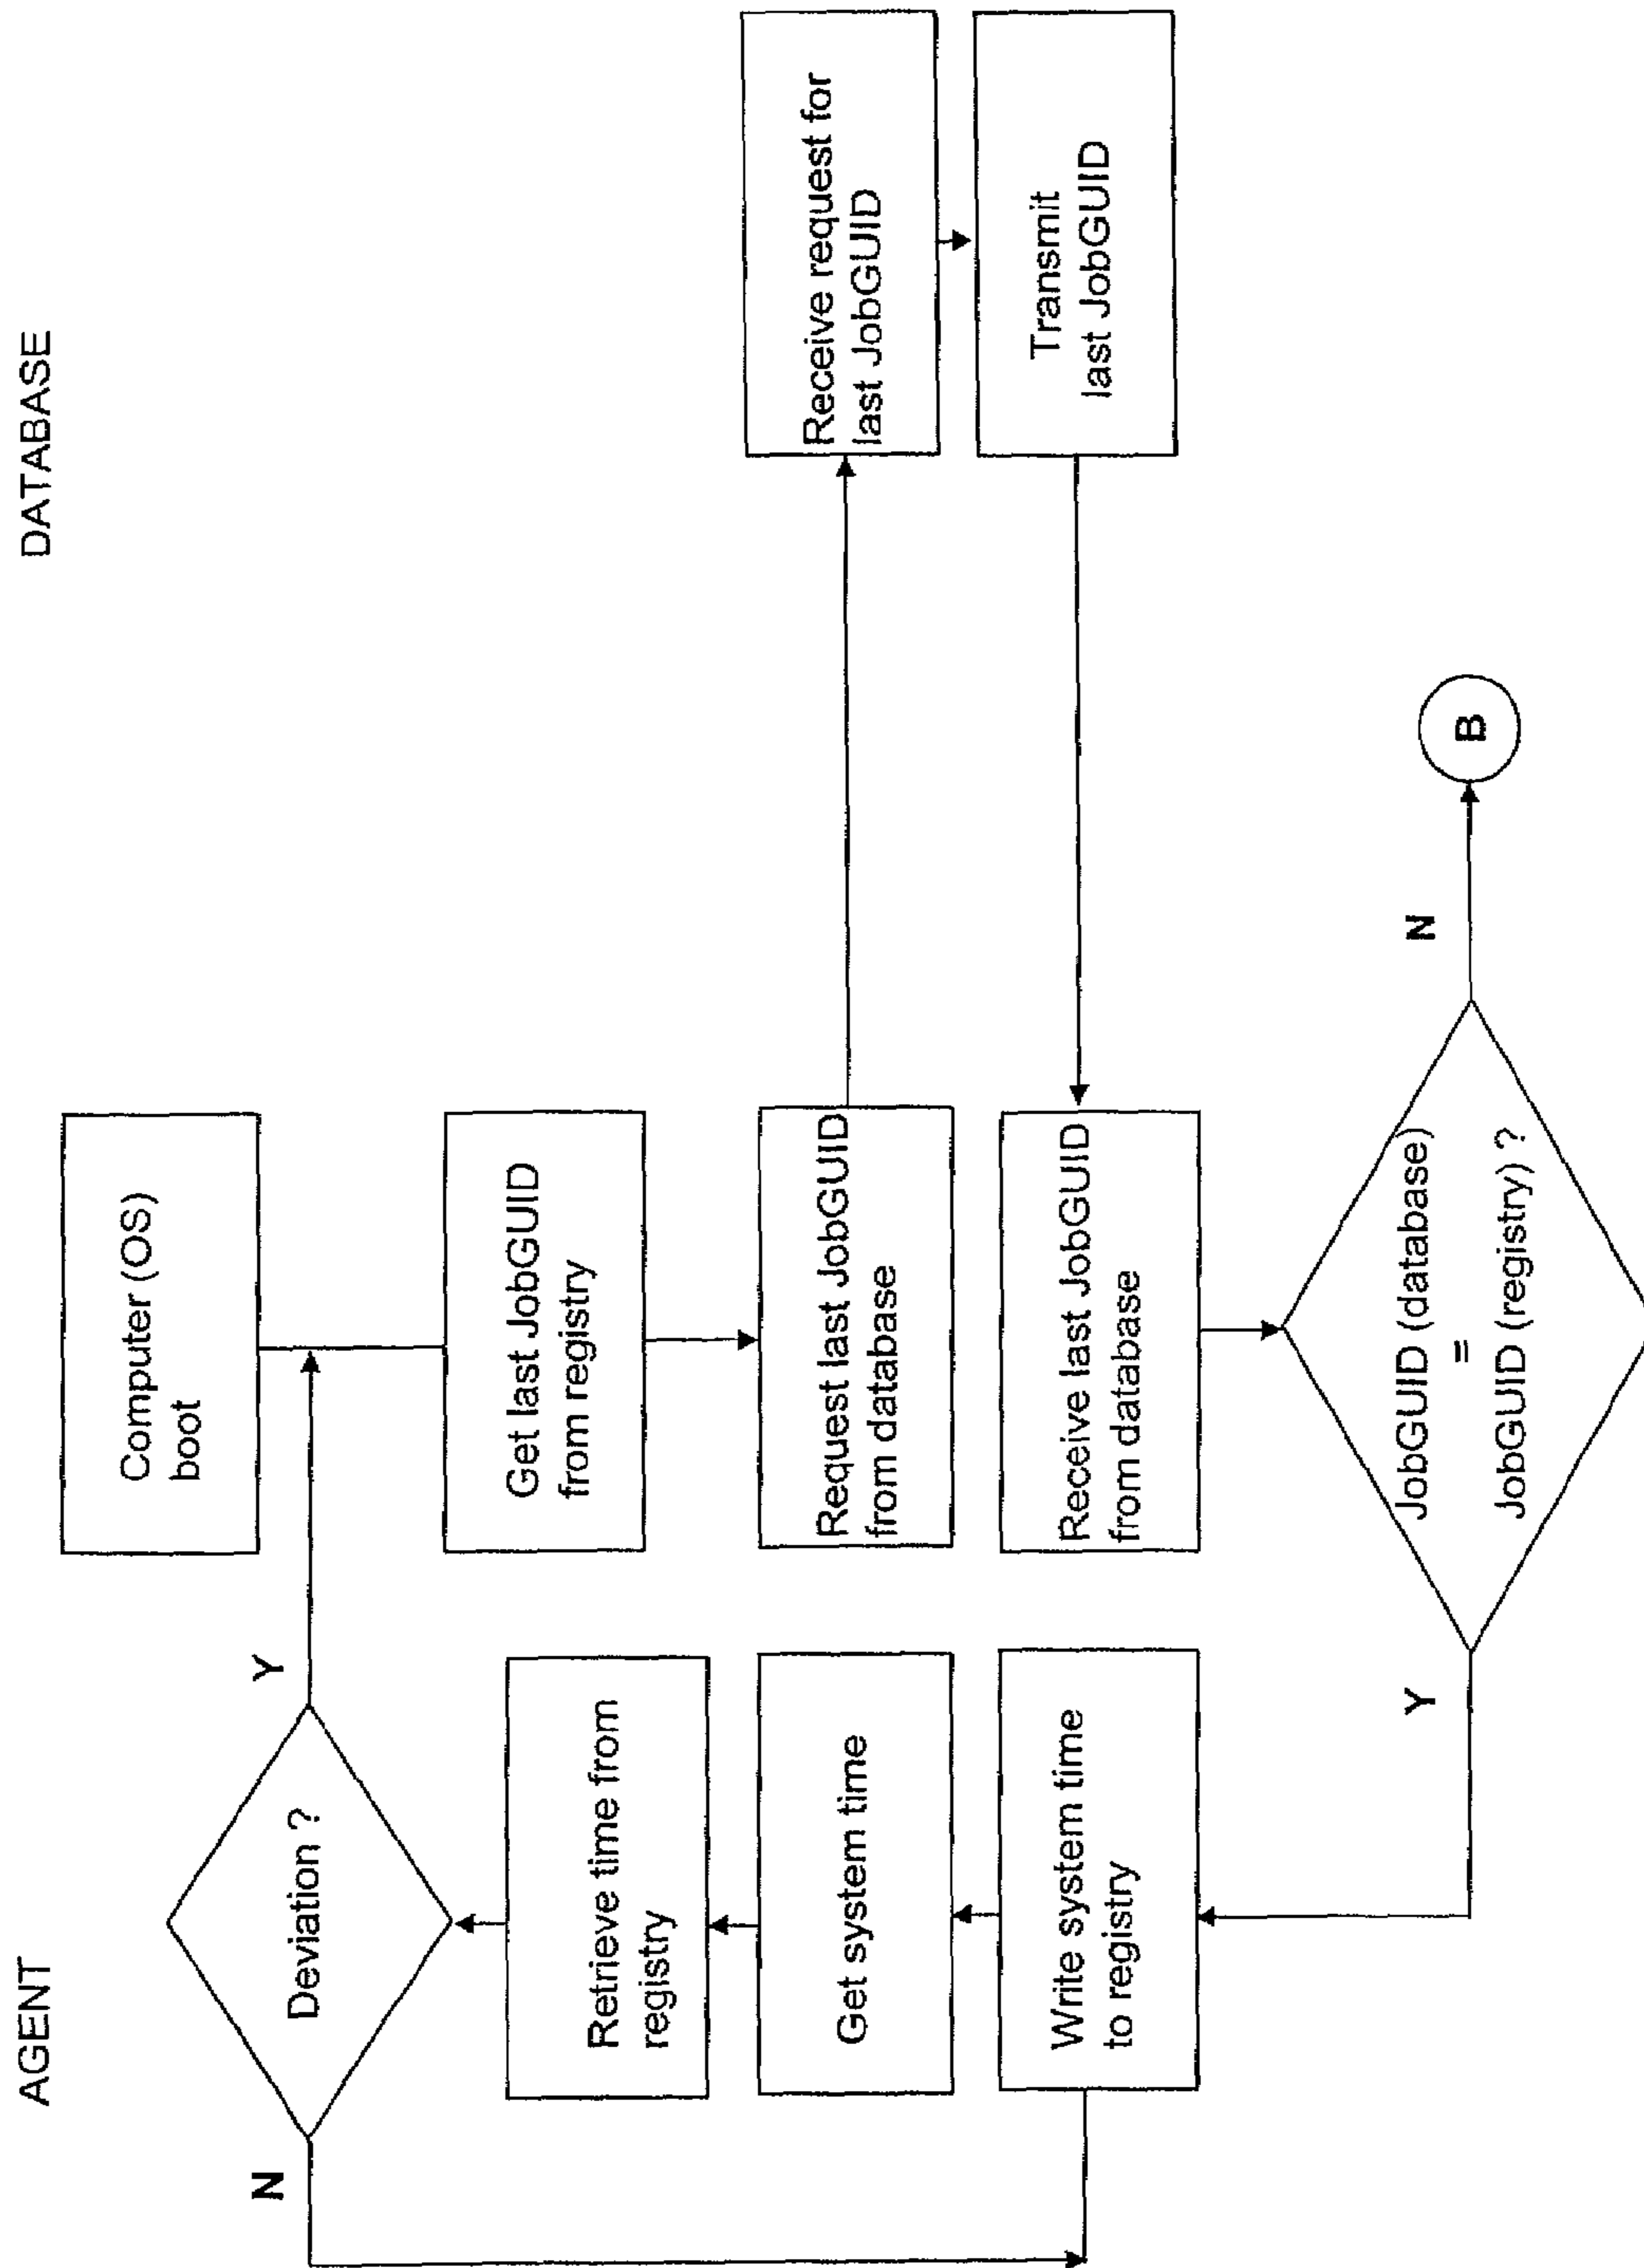 AGENT
DATABASE
Computer (OS)
boot
Deviation ?
Y
N
Get last JobGUID
from registry
Retrieve time from
registry
Request last JobGUID
from database
Receive request for
last JobGUID
Get system time
Transmit
last JobGUID
Receive last JobGUID
from database
Write system time
to registry
JobGUID (database)
=
JobGUID (registry) ?
Y
N
B